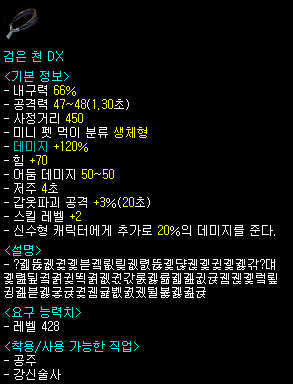 검은 천 DX
<기본 정보>
- 내구력 66%
- 공격력 47~48(1,30초)
- 사정거리 450
- 미니 펫 먹이 분류 생체형
- 데미지 +120%
- 힘 +70
- 어둠 데미지 50~50
- 저주 4초
- 갑옷파괴 공격 +3%(20초)
- 스킬 레벨 +2
- 신수형 캐릭터에게 추가로 20%의 데미지를 준다.
<설명>
<요구 능력치>
- 레벨 428
<착용/사용 가능한 직업>
- 공주
- 강신술사